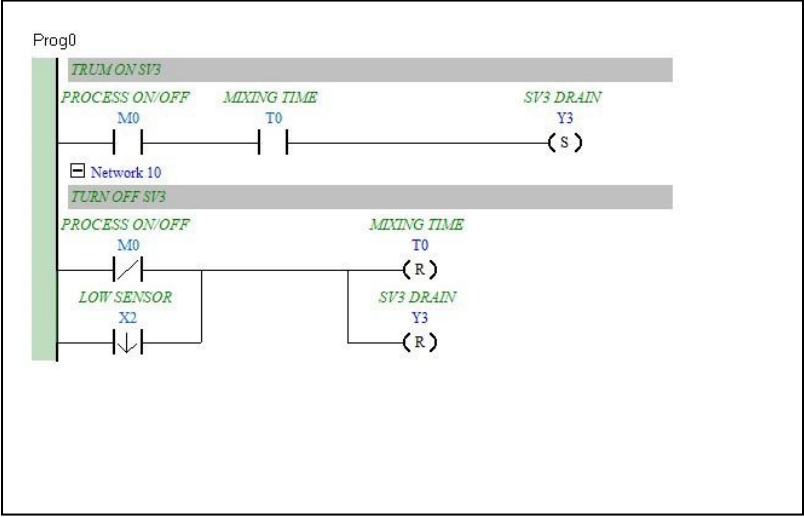 Prog0
TRUM ON SV3
PROCESS ON/OFF MIXING TIME SV3 DRAIN
M0 T0 Y3
S
Network 10
TURN OFF SV3
PROCESS ON/OFF MIXING TIME
M0 T0
R
LOW SENSOR SV3 DRAIN
X2 Y3
R